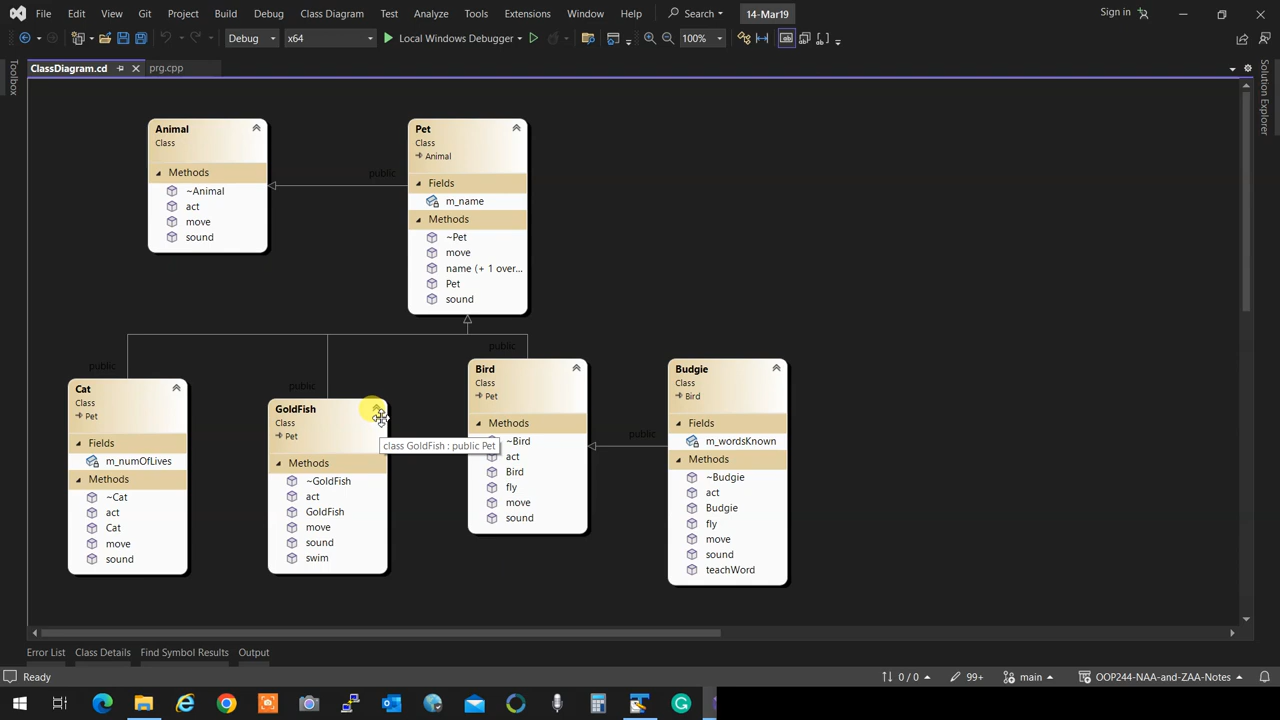 File Edit View Git Project Build Debug Class Diagram Test Analyze Tools Extensions Window Help Search 14-Mar19 Sign in
Debug x64 Local Windows Debugger 100%
Toolbox
ClassDiagram.cd prg.cpp
Solution Explorer
Animal
Class
Methods
~Animal
act
move
sound
public
Pet
Class
Animal
Fields
m_name
Methods
~Pet
move
name (+ 1 over...
Pet
sound
public
Cat
Class
Pet
Fields
m_numOfLives
Methods
~Cat
act
Cat
move
sound
public
GoldFish
Class
Pet
class GoldFish : public Pet
Methods
~GoldFish
act
GoldFish
move
sound
swim
public
Bird
Class
Pet
Methods
~Bird
act
Bird
fly
move
sound
public
Budgie
Class
Bird
Fields
m_wordsKnown
Methods
~Budgie
act
Budgie
fly
move
sound
teachWord
Error List Class Details Find Symbol Results Output
Ready 0 / 0 99+ main OOP244-NAA-and-ZAA-Notes